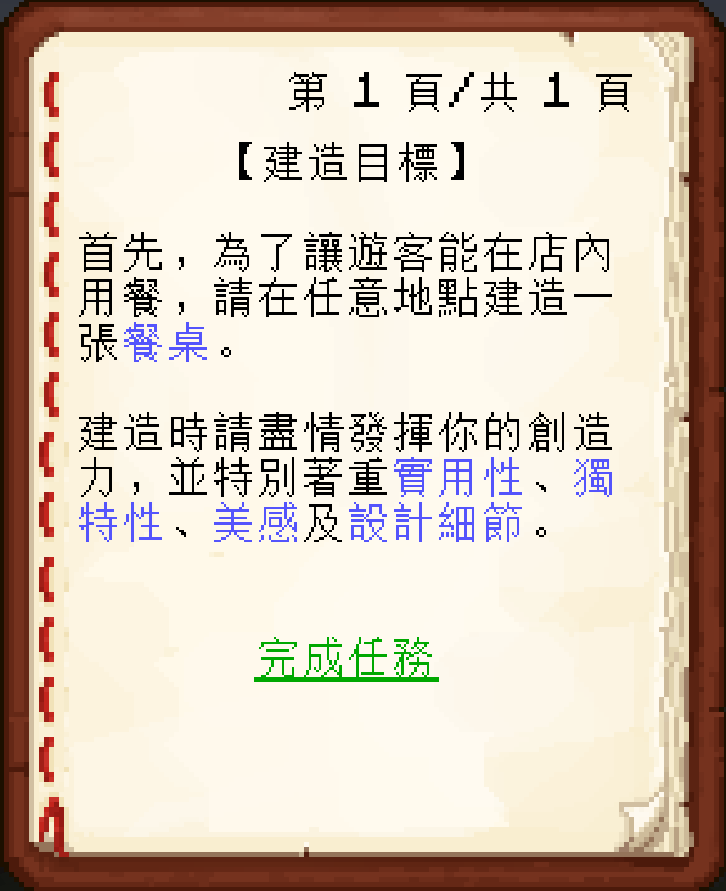 第 1 頁/共 1 頁
【建造目標】
首先，為了讓遊客能在店內
用餐，請在任意地點建造一
張餐桌。
建造時請盡情發揮你的創造
力，並特別著重實用性、獨
特性、美感及設計細節。
完成任務